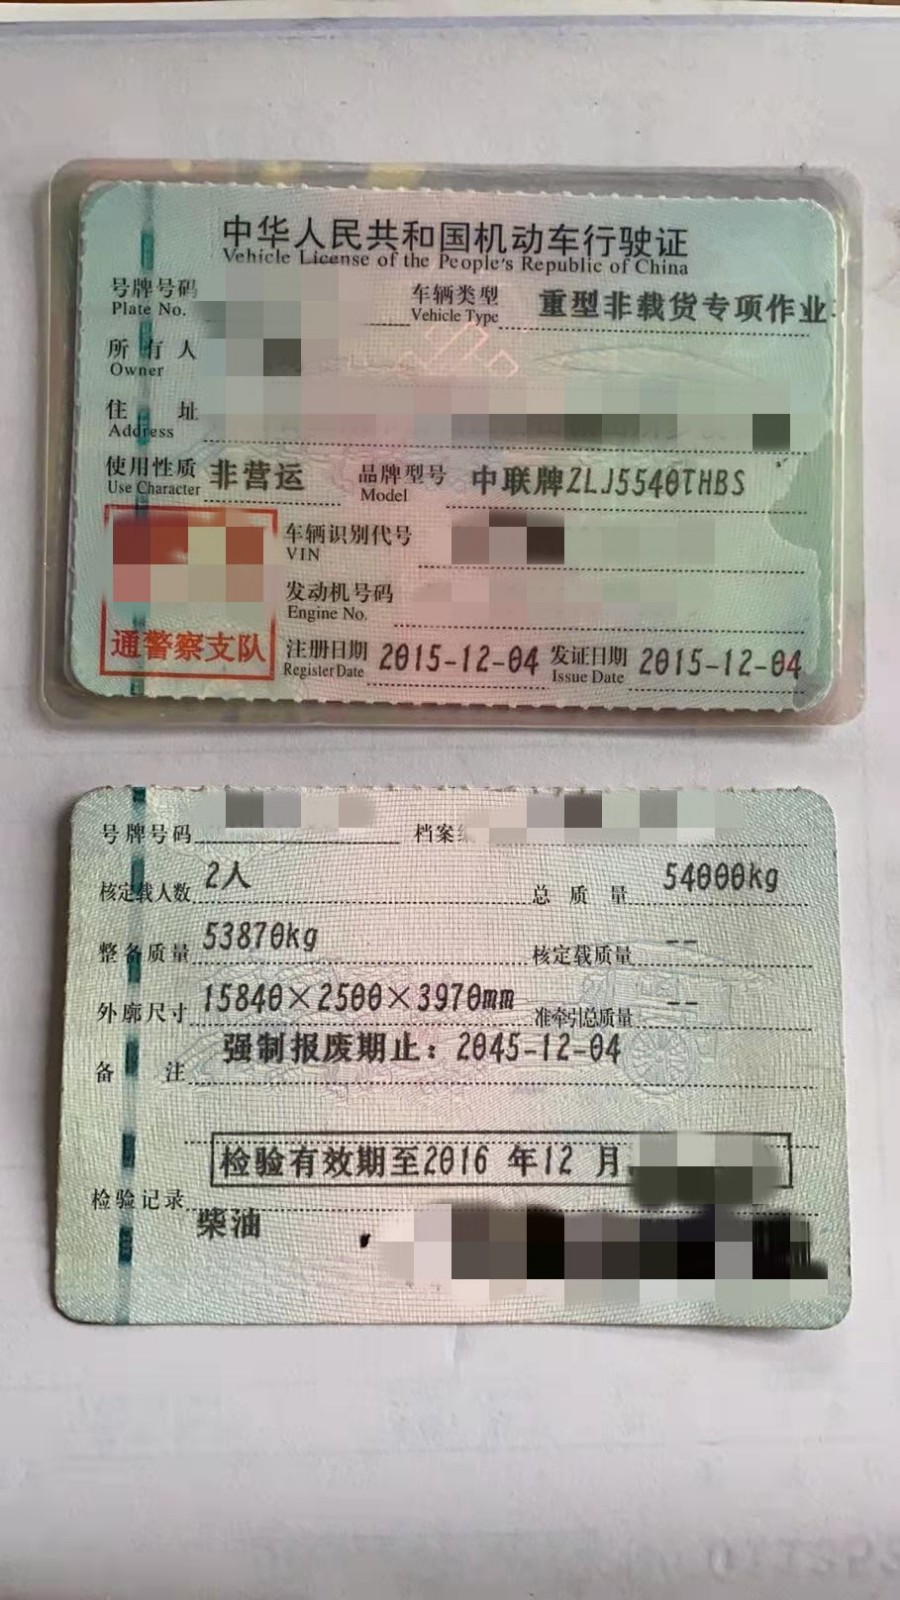 中华人民共和国机动车行驶证
Vehicle License of the People's Republic of China
号牌号码 车辆类型 重型非载货专项作业
Plate No. Vehicle Type
所有人
Owner
住址
Address
使用性质 非营运 品牌型号 中联牌ZLJ5540THBS
Use Character Model
车辆识别代号
VIN
发动机号码
Engine No.
通警察支队
注册日期 2015-12-04 发证日期 2015-12-04
Register Date Issue Date
号牌号码 档案
核定载人数 2人 总质量 54000kg
整备质量 53870kg 核定载质量 --
外廓尺寸 15840×2500×3970mm 准牵引总质量 --
备注 强制报废期止：2045-12-04
检验有效期至2016 年12 月
检验记录
柴油